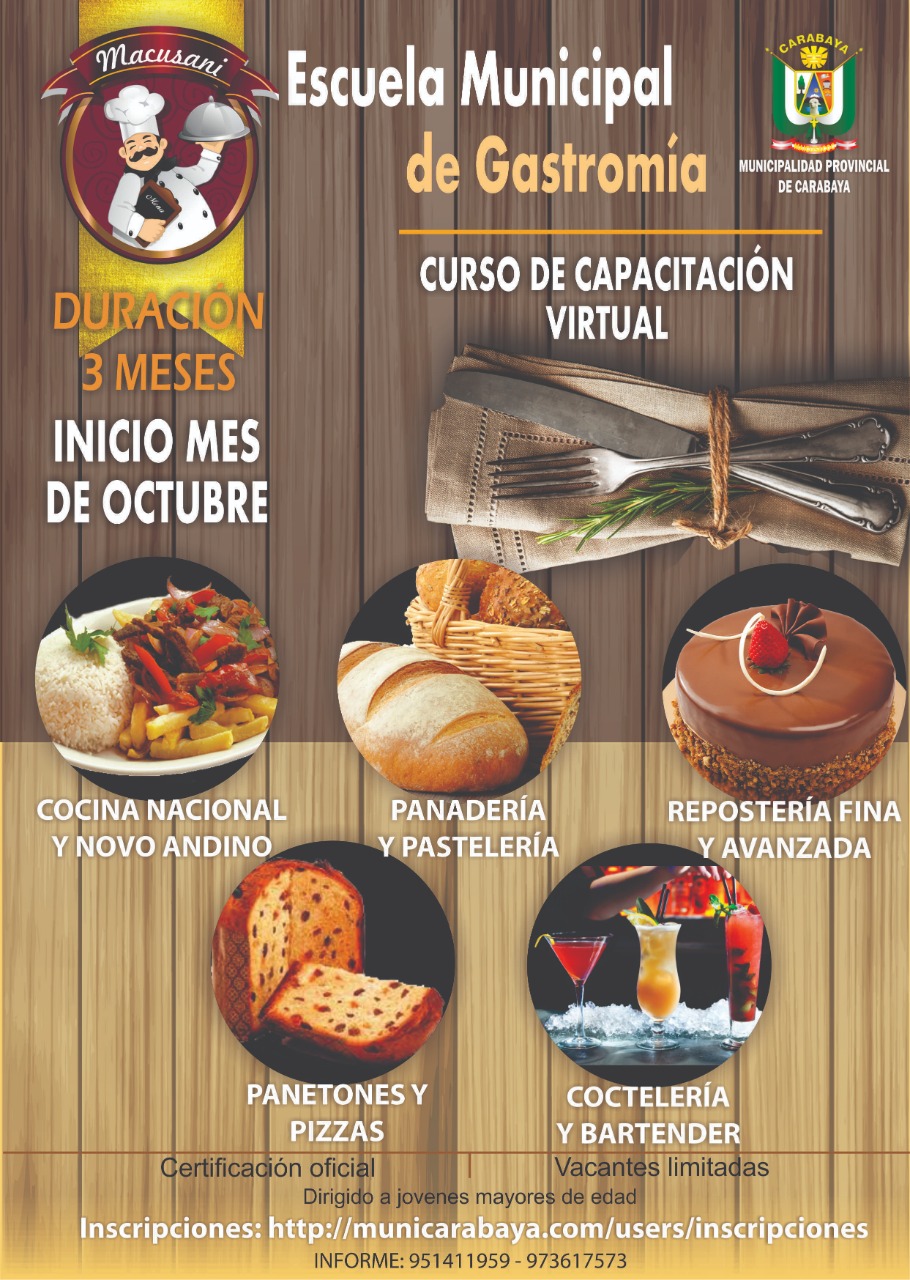 Macusani
Escuela Municipal
de Gastromía
CARABAYA
MUNICIPALIDAD PROVINCIAL
DE CARABAYA
CURSO DE CAPACITACIÓN
VIRTUAL
DURACIÓN
3 MESES
INICIO MES
DE OCTUBRE
Menu
COCINA NACIONAL
Y NOVO ANDINO
PANADERÍA
Y PASTELERÍA
REPOSTERÍA FINA
Y AVANZADA
PANETONES Y
PIZZAS
COCTELERÍA
Y BARTENDER
Certificación oficial
Vacantes limitadas
Dirigido a jovenes mayores de edad
Inscripciones: http://municarabaya.com/users/inscripciones
INFORME: 951411959 - 973617573